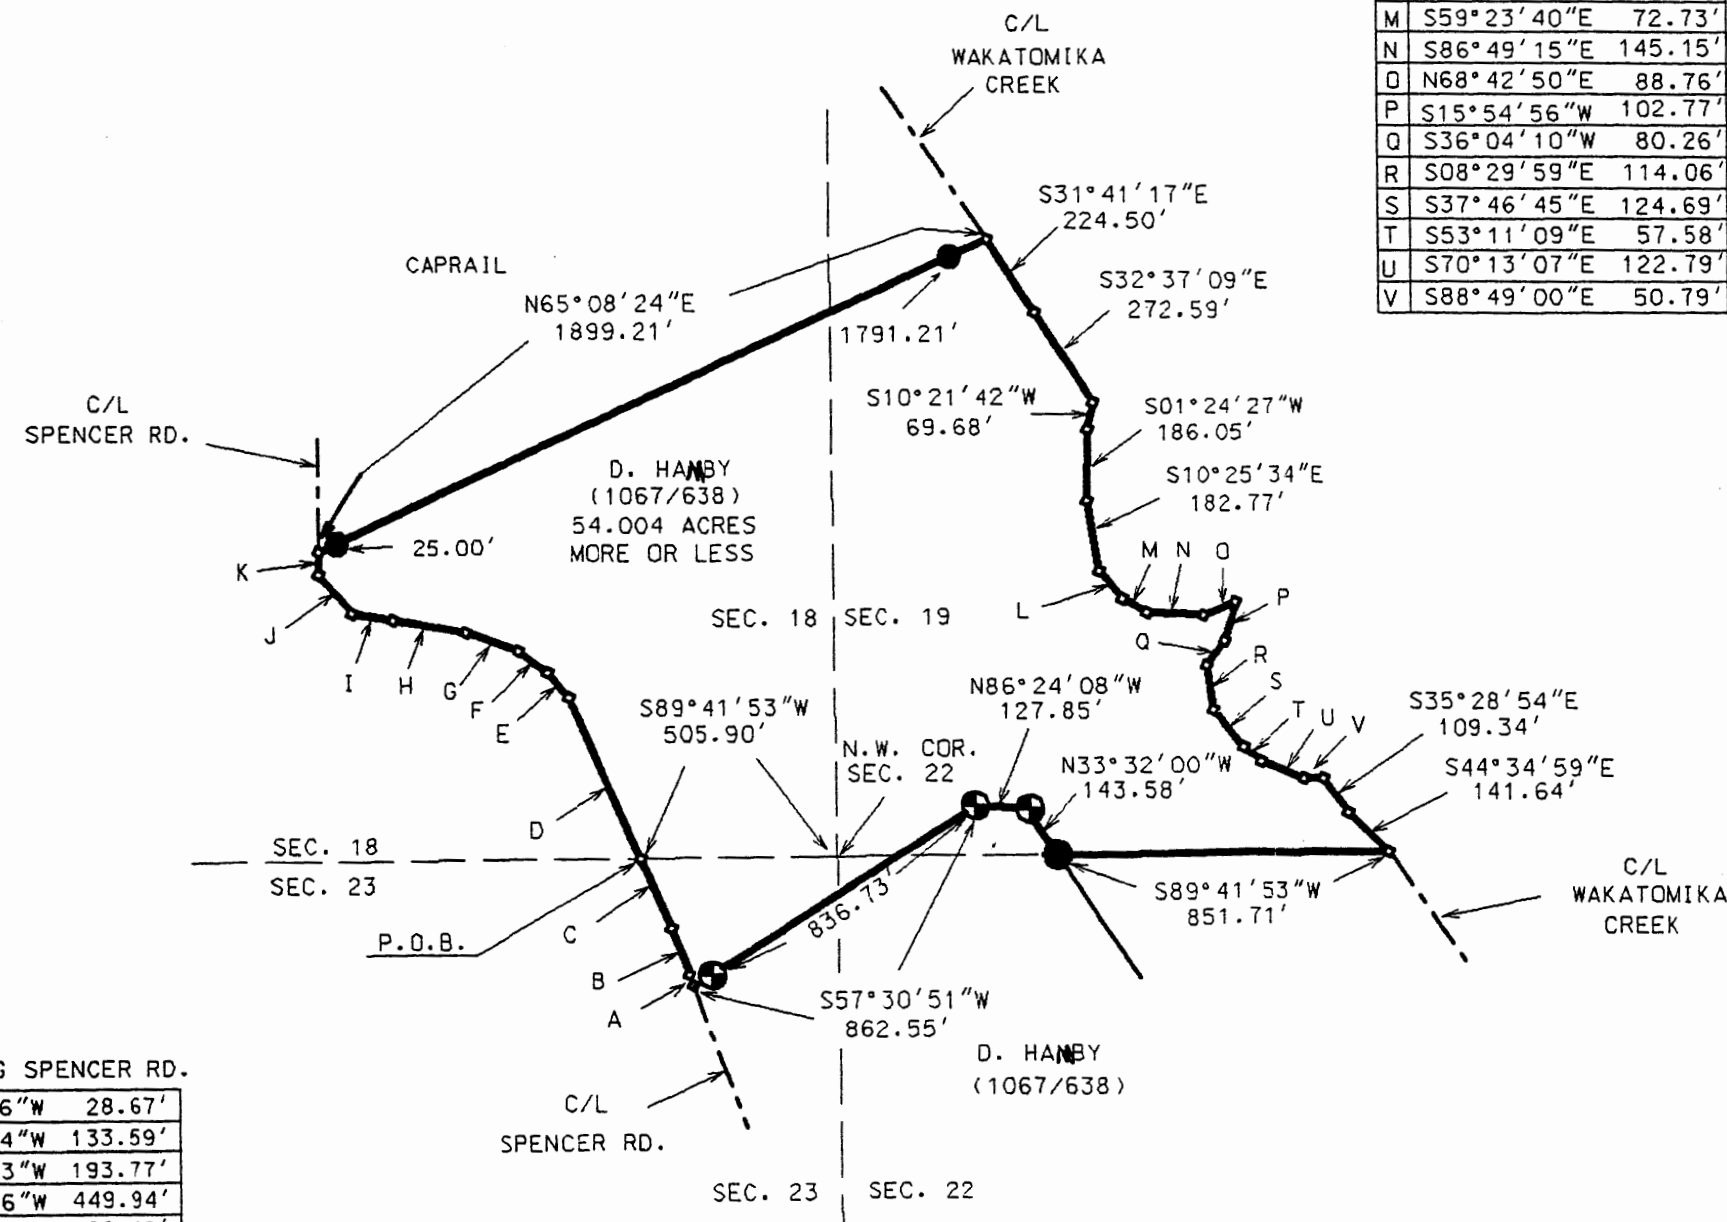 C/L
WAKATOMIKA
CREEK
M S59°23'40"E 72.73'
N S86°49'15"E 145.15'
O N68°42'50"E 88.76'
P S15°54'56"W 102.77'
Q S36°04'10"W 80.26'
R S08°29'59"E 114.06'
S S37°46'45"E 124.69'
T S53°11'09"E 57.58'
U S70°13'07"E 122.79'
V S88°49'00"E 50.79'
S31°41'17"E
224.50'
CAPRAIL
N65°08'24"E
1899.21'
1791.21'
S32°37'09"E
272.59'
C/L
SPENCER RD.
S10°21'42"W
69.68'
S01°24'27"W
186.05'
D. HANBY
(1067/638)
54.004 ACRES
MORE OR LESS
S10°25'34"E
182.77'
25.00'
K
M N O
L
P
J
SEC. 18 SEC. 19
Q
R
I H G
F
E
S
T U V
S89°41'53"W
505.90'
N86°24'08"W
127.85'
S35°28'54"E
109.34'
N.W. COR.
SEC. 22
N33°32'00"W
143.58'
S44°34'59"E
141.64'
D
SEC. 18
SEC. 23
836.73'
S89°41'53"W
851.71'
C/L
WAKATOMIKA
CREEK
C
P.O.B.
B
A
S57°30'51"W
862.55'
D. HANBY
(1067/638)
C/L
SPENCER RD.
SPENCER RD.
6"W 28.67'
4"W 133.59'
3"W 193.77'
6"W 449.94'
SEC. 23 SEC. 22